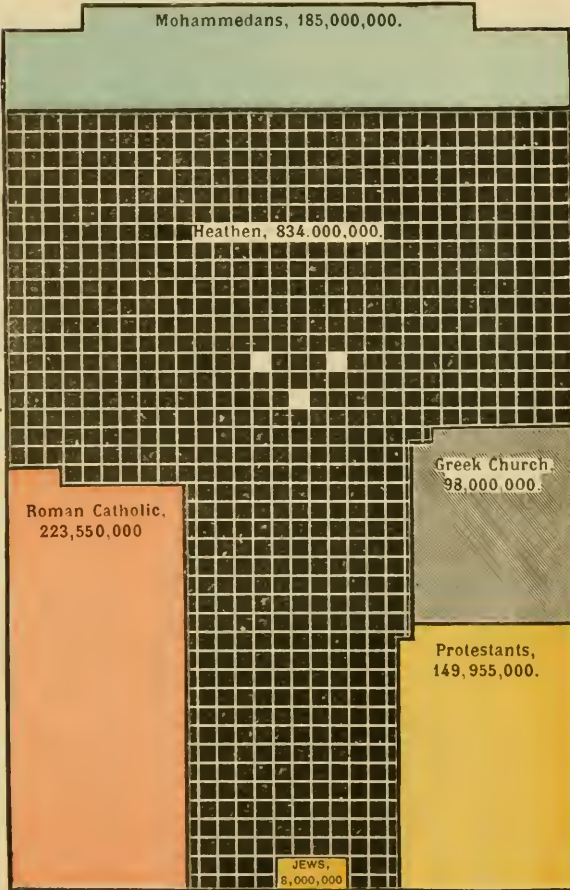 Mohammedans, 185,000,000.
Heathen, 834.000,000.
Greek Church,
98,000,000.
Roman Catholic,
223,550,000
Protestants,
149,955,000.
JEWS,
8,000,000